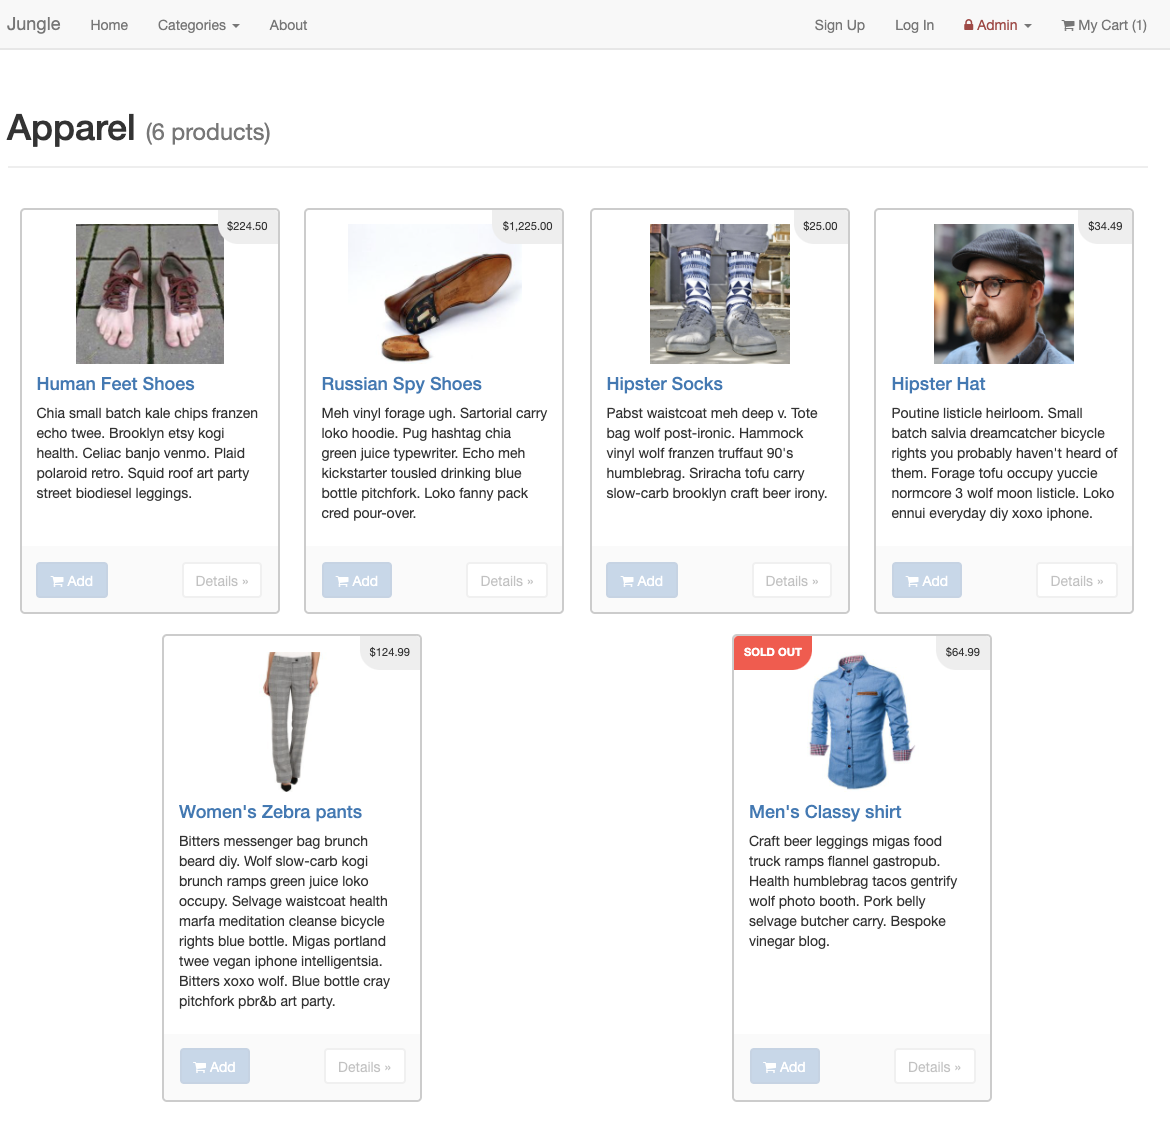 Jungle Home Categories About Sign Up Log In Admin My Cart (1)
Apparel (6 products)
$224.50
Human Feet Shoes
Chia small batch kale chips franzen
echo twee. Brooklyn etsy kogi
health. Celiac banjo venmo. Plaid
polaroid retro. Squid roof art party
street biodiesel leggings.
Add Details »
$1,225.00
Russian Spy Shoes
Meh vinyl forage ugh. Sartorial carry
loko hoodie. Pug hashtag chia
green juice typewriter. Echo meh
kickstarter tousled drinking blue
bottle pitchfork. Loko fanny pack
cred pour-over.
Add Details »
$25.00
Hipster Socks
Pabst waistcoat meh deep v. Tote
bag wolf post-ironic. Hammock
vinyl wolf franzen truffaut 90's
humblebrag. Sriracha tofu carry
slow-carb brooklyn craft beer irony.
Add Details »
$34.49
Hipster Hat
Poutine listicle heirloom. Small
batch salvia dreamcatcher bicycle
rights you probably haven't heard of
them. Forage tofu occupy yuccie
normcore 3 wolf moon listicle. Loko
ennui everyday diy xoxo iphone.
Add Details »
$124.99
Women's Zebra pants
Bitters messenger bag brunch
beard diy. Wolf slow-carb kogi
brunch ramps green juice loko
occupy. Selvage waistcoat health
marfa meditation cleanse bicycle
rights blue bottle. Migas portland
twee vegan iphone intelligentsia.
Bitters xoxo wolf. Blue bottle cray
pitchfork pbr&b art party.
Add Details »
SOLD OUT $64.99
Men's Classy shirt
Craft beer leggings migas food
truck ramps flannel gastropub.
Health humblebrag tacos gentrify
wolf photo booth. Pork belly
selvage butcher carry. Bespoke
vinegar blog.
Add Details »